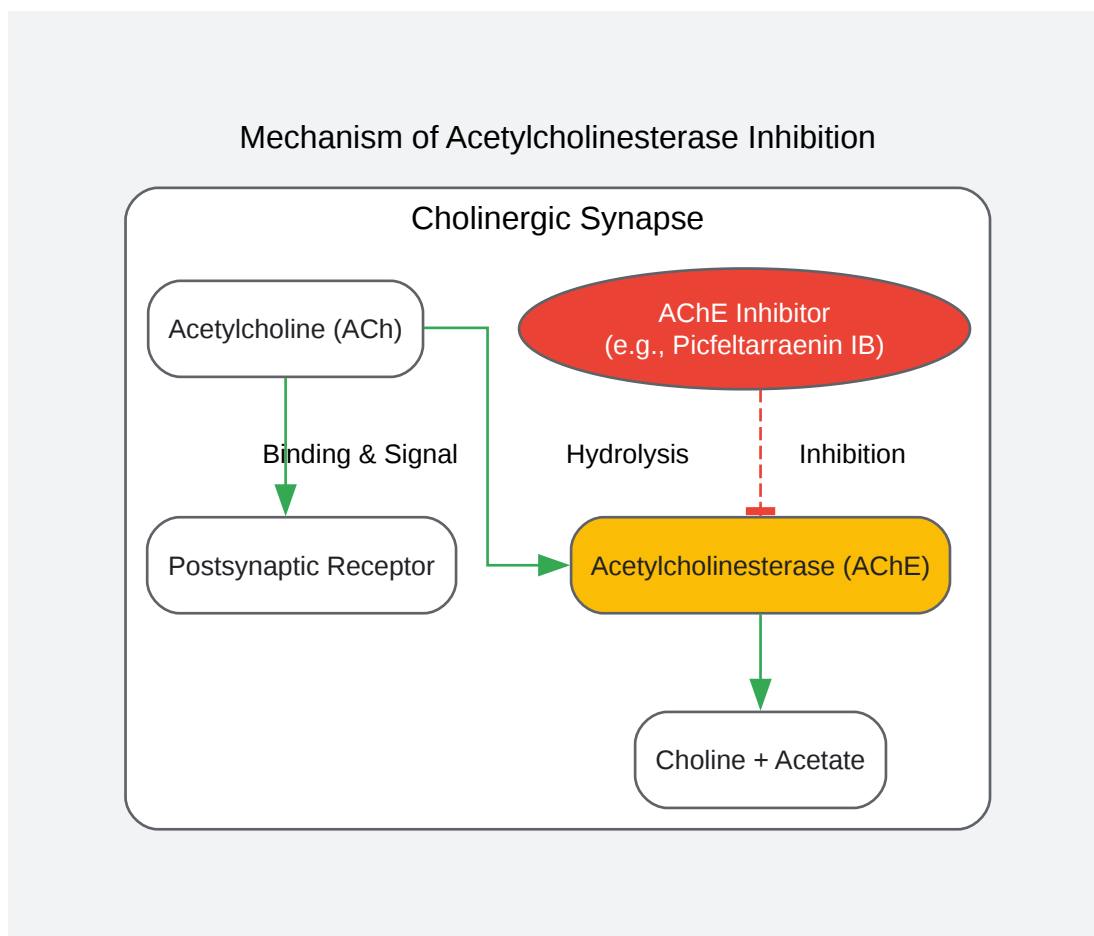 Mechanism of Acetylcholinesterase Inhibition
Cholinergic Synapse
Acetylcholine (ACh)
AChE Inhibitor
(e.g., Picfeltarraenin IB)
Binding & Signal
Hydrolysis
Inhibition
Postsynaptic Receptor
Acetylcholinesterase (AChE)
Choline + Acetate